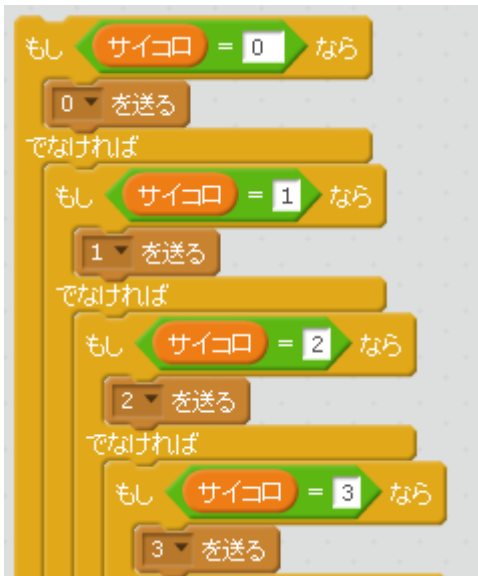 もし サイコロ = 0 なら
0 を送る
でなければ
もし サイコロ = 1 なら
1 を送る
でなければ
もし サイコロ = 2 なら
2 を送る
でなければ
もし サイコロ = 3 なら
3 を送る